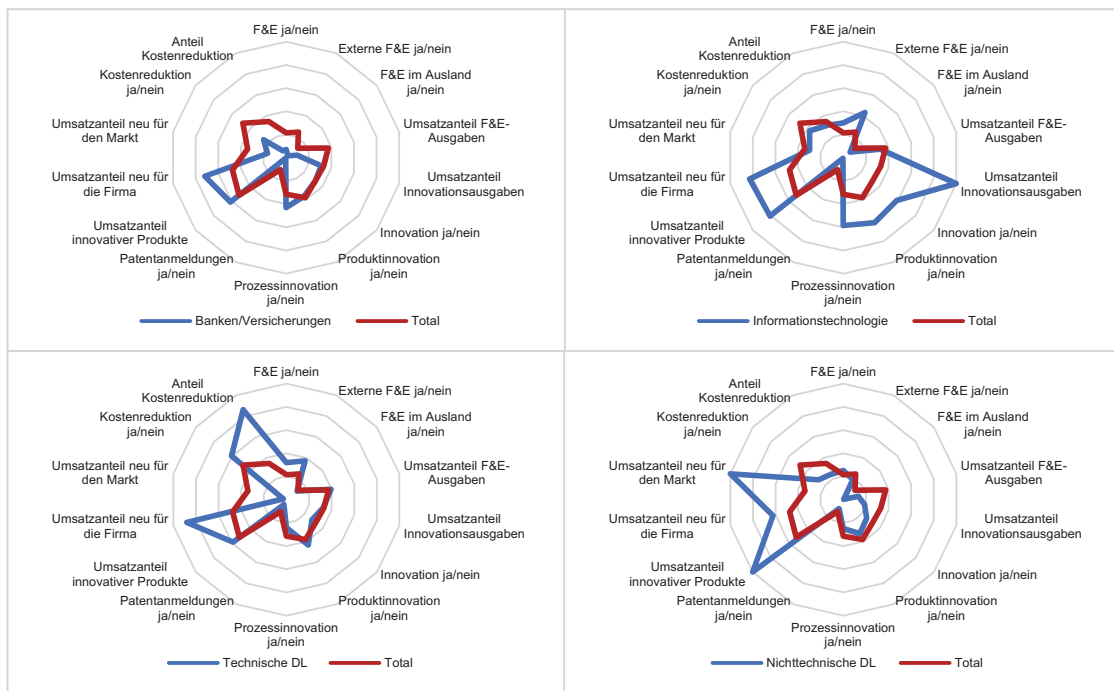 F&E ja/nein
Externe F&E ja/nein
F&E im Ausland
ja/nein
Umsatzanteil F&E-
Ausgaben
Umsatzanteil
Innovationsausgaben
Innovation ja/nein
Produktinnovation
ja/nein
Prozessinnovation
ja/nein
Patentanmeldungen
ja/nein
Umsatzanteil
innovativer Produkte
Umsatzanteil neu für
die Firma
Umsatzanteil neu für
den Markt
Kostenreduktion
ja/nein
Anteil
Kostenreduktion
Banken/Versicherungen
Total
F&E ja/nein
Externe F&E ja/nein
F&E im Ausland
ja/nein
Umsatzanteil F&E-
Ausgaben
Umsatzanteil
Innovationsausgaben
Innovation ja/nein
Produktinnovation
ja/nein
Prozessinnovation
ja/nein
Patentanmeldungen
ja/nein
Umsatzanteil
innovativer Produkte
Umsatzanteil neu für
die Firma
Umsatzanteil neu für
den Markt
Kostenreduktion
ja/nein
Anteil
Kostenreduktion
Informationstechnologie
Total
F&E ja/nein
Externe F&E ja/nein
F&E im Ausland
ja/nein
Umsatzanteil F&E-
Ausgaben
Umsatzanteil
Innovationsausgaben
Innovation ja/nein
Produktinnovation
ja/nein
Prozessinnovation
ja/nein
Patentanmeldungen
ja/nein
Umsatzanteil
innovativer Produkte
Umsatzanteil neu für
die Firma
Umsatzanteil neu für
den Markt
Kostenreduktion
ja/nein
Anteil
Kostenreduktion
Technische DL
Total
F&E ja/nein
Externe F&E ja/nein
F&E im Ausland
ja/nein
Umsatzanteil F&E-
Ausgaben
Umsatzanteil
Innovationsausgaben
Innovation ja/nein
Produktinnovation
ja/nein
Prozessinnovation
ja/nein
Patentanmeldungen
ja/nein
Umsatzanteil
innovativer Produkte
Umsatzanteil neu für
die Firma
Umsatzanteil neu für
den Markt
Kostenreduktion
ja/nein
Anteil
Kostenreduktion
Nichttechnische DL
Total